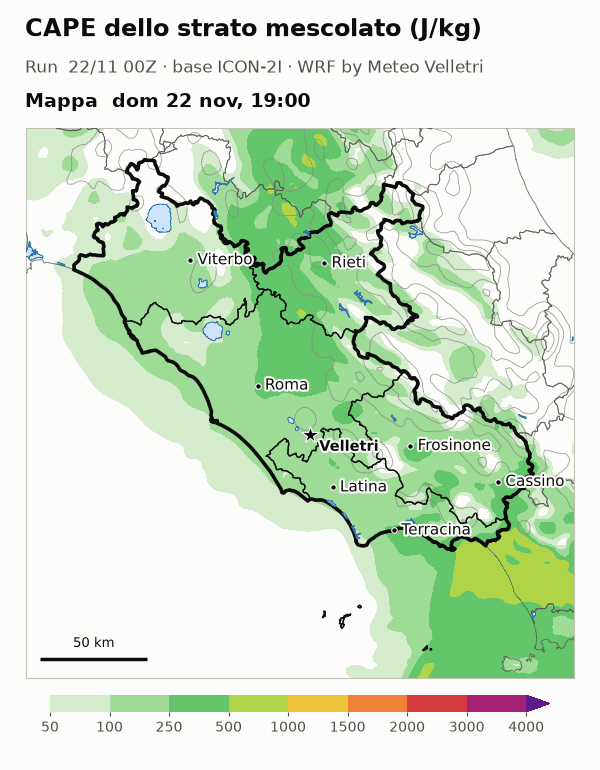 CAPE dello strato mescolato (J/kg)
Run  22/11 00Z · base ICON-2I · WRF by Meteo Velletri
Mappa  dom 22 nov, 19:00
Viterbo
Rieti
Roma
Velletri
Frosinone
Cassino
Latina
Terracina
50 km
50 100 250 500 1000 1500 2000 3000 4000